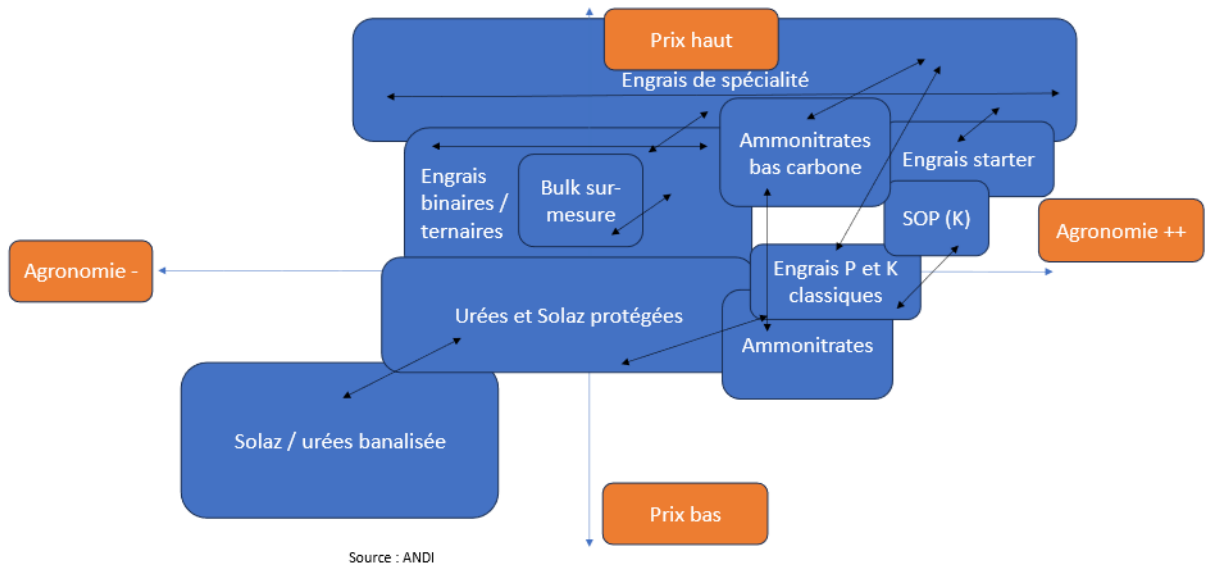 Prix haut
Engrais de spécialité
Ammonitrates
bas carbone
Engrais starter
Engrais
binaires /
ternaires
Bulk sur-
mesure
SOP (K)
Agronomie ++
Agronomie -
Engrais P et K
classiques
Urées et Solaz protégées
Ammonitrates
Solaz / urées banalisée
Prix bas
Source : ANDI